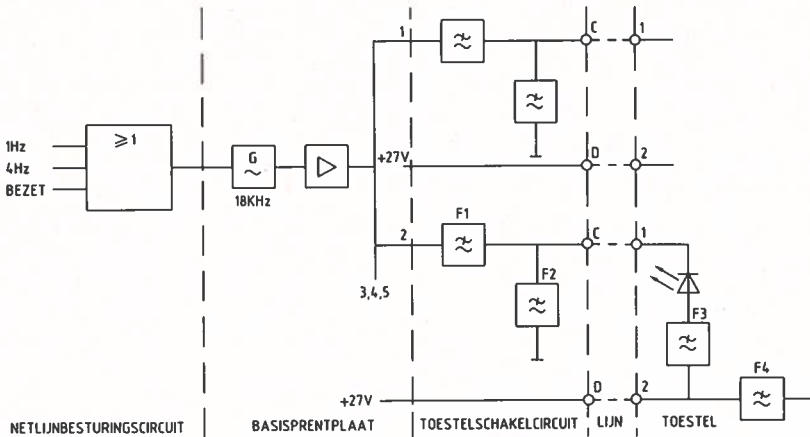 1 C 1
≥1
1Hz
4Hz
BEZET
G
~
18KHz
+27V D 2
F1
2 C 1
F2
3,4,5
F3
F4
+27V D 2
NETLIJNBESTURINGSCIRCUIT BASISPRENTPLAAT TOESTELSCHAKELCIRCUIT LIJN TOESTEL